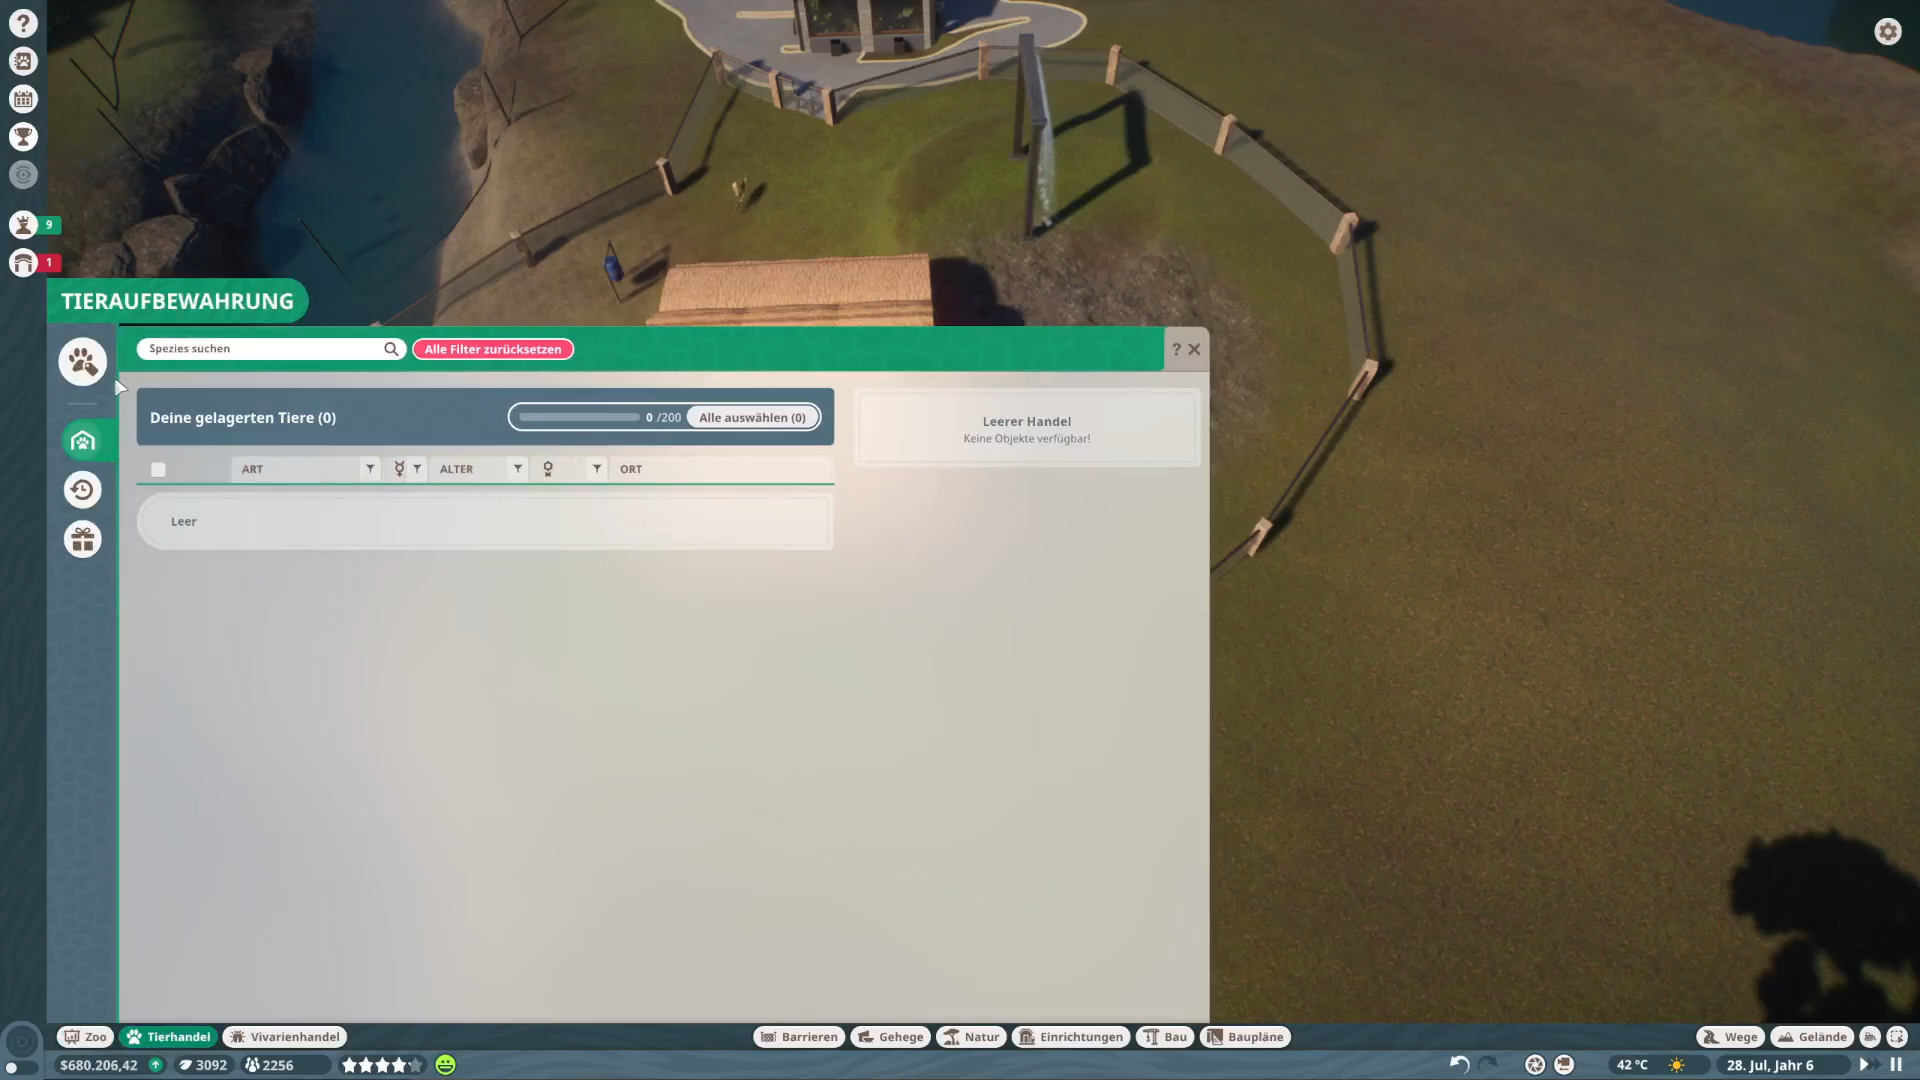 ?
9
1
TIERAUFBEWAHRUNG
Spezies suchen
Alle Filter zurücksetzen
?
Deine gelagerten Tiere (0)
0 /200
Alle auswählen (0)
Leerer Handel
Keine Objekte verfügbar!
ART
ALTER
ORT
Leer
Zoo
Tierhandel
Vivarienhandel
Barrieren
Gehege
Natur
Einrichtungen
Bau
Baupläne
Wege
Gelände
$680.206,42
3092
2256
42 °C
28. Jul, Jahr 6